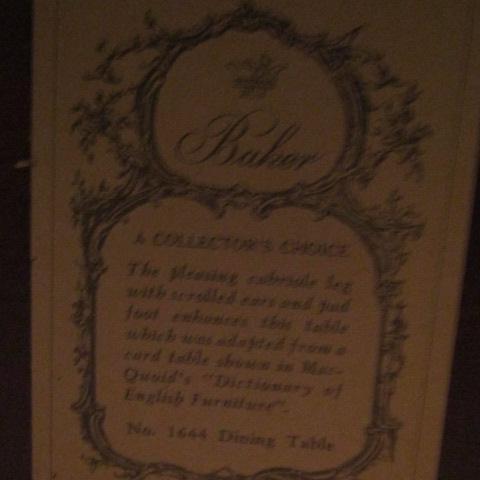 Baker
A COLLECTOR'S CHOICE
The pleasing cabriole leg
with scrolled ears and pad
foot enhances this table
which was adapted from a
card table shown in Mac-
Quoid's "Dictionary of
English Furniture".
No. 1644 Dining Table